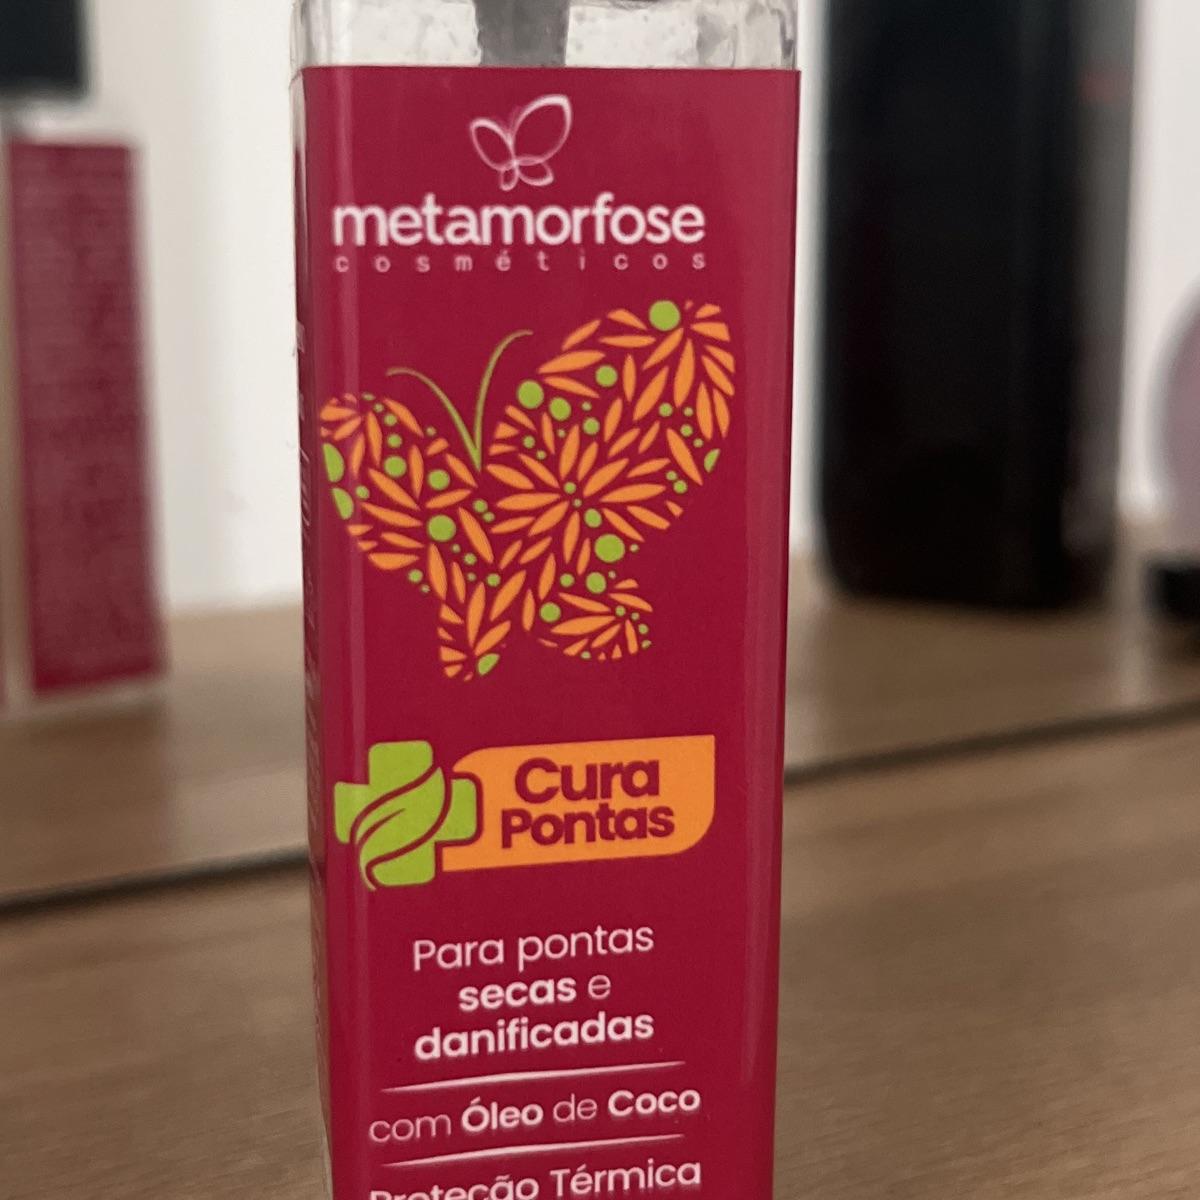 metamorfose
cosméticos
Cura
Pontas
Para pontas
secas e
danificadas
com Óleo de Coco
Proteção Térmica